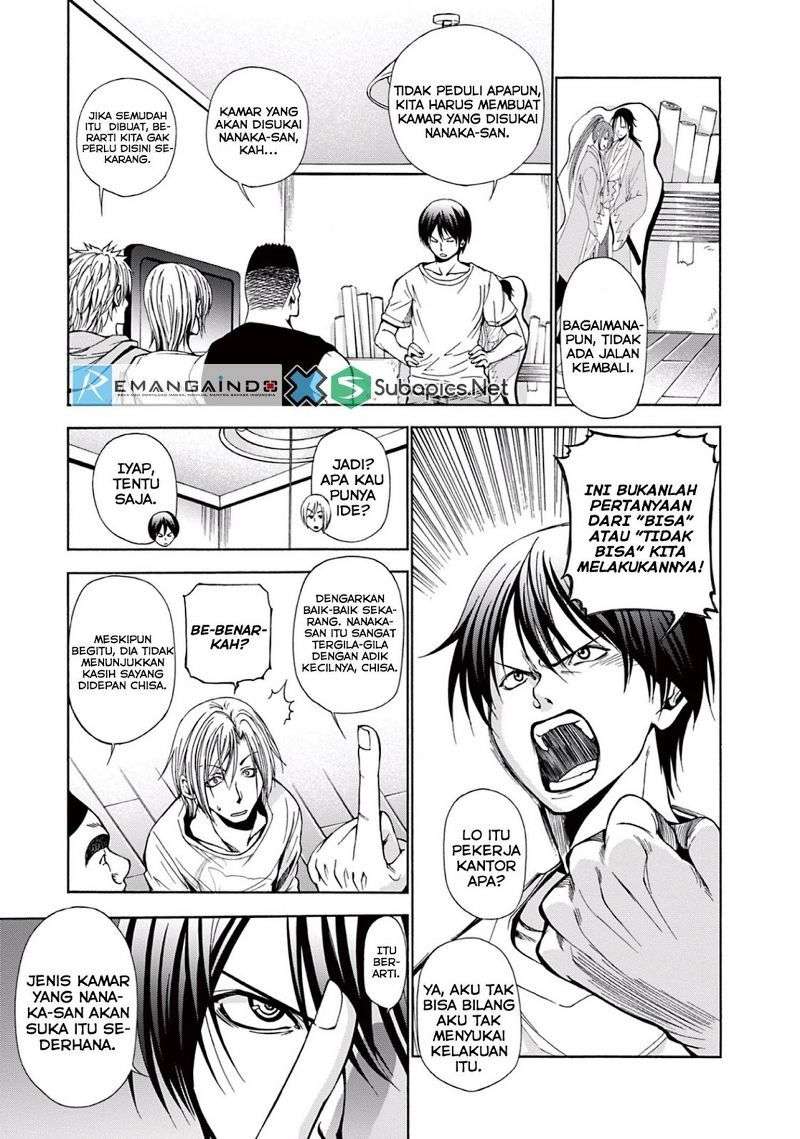 BAGAIMANA-
PUN, TIDAK
ADA JALAN
KEMBALI.
TIDAK PEDULI APAPUN,
KITA HARUS MEMBUAT
KAMAR YANG DISUKAI
NANAKA-SAN.
KAMAR YANG
AKAN DISUKAI
NANAKA-SAN,
KAH...
JIKA SEMUDAH
ITU DIBUAT, BE-
RARTI KITA GAK
PERLU DISINI SE-
KARANG.
REMANGAINDO
Subapics.Net
INI BUKANLAH
PERTANYAAN
DARI "BISA"
ATAU "TIDAK
BISA" KITA
MELAKUKANNYA!
LO ITU
PEKERJA
KANTOR
APA?
YA, AKU TAK
BISA BILANG
AKU TAK
MENYUKAI
KELAKUAN
ITU.
JADI?
APA KAU
PUNYA
IDE?
IYAP,
TENTU
SAJA.
DENGARKAN
BAIK-BAIK SEKA-
RANG. NANAKA-
SAN ITU SANGAT
TERGILA-GILA
DENGAN ADIK
KECILNYA, CHISA.
BE-BENAR-
KAH?
MESKIPUN
BEGITU, DIA TIDAK
MENUNJUKKAN
KASIH SAYANG
DIDEPAN CHISA.
ITU
BER-
ARTI.
JENIS KAMAR
YANG NANA-
KA-SAN AKAN
SUKA ITU SE-
DERHANA.